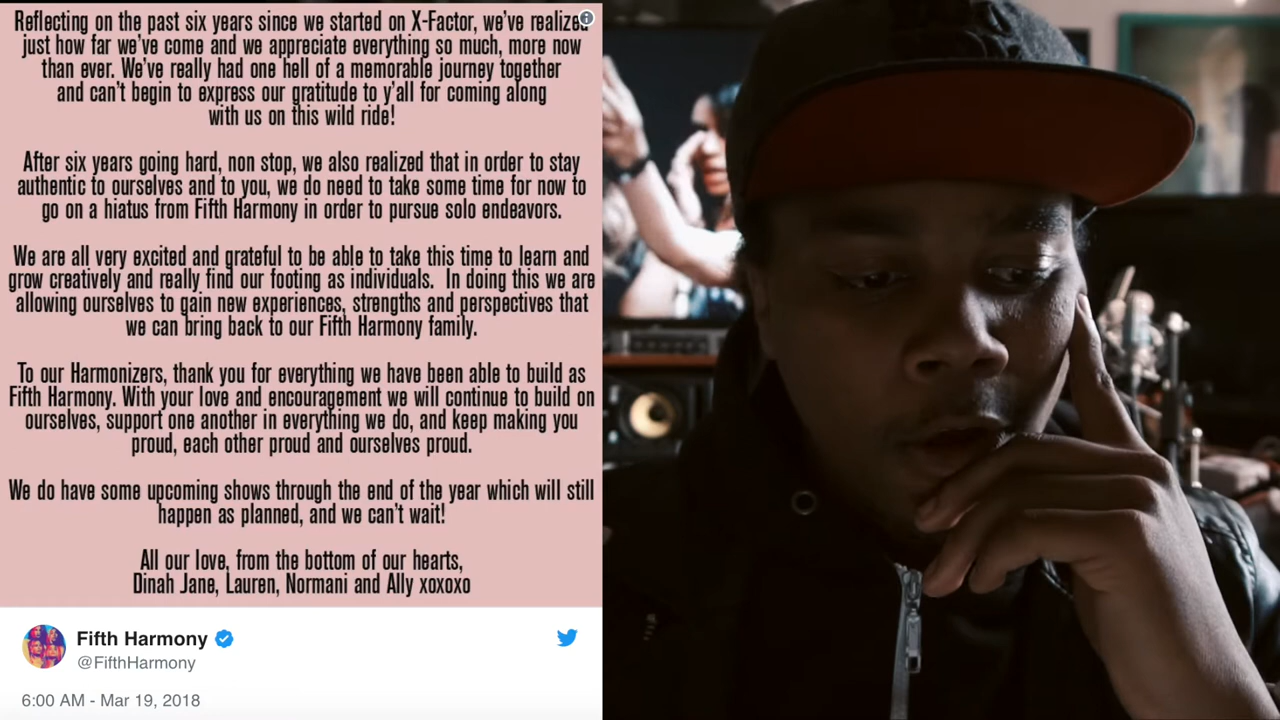 Reflecting on the past six years since we started on X-Factor, we've realized
just how far we've come and we appreciate everything so much, more now
than ever. We've really had one hell of a memorable journey together
and can't begin to express our gratitude to y'all for coming along
with us on this wild ride!
After six years going hard, non stop, we also realized that in order to stay
authentic to ourselves and to you, we do need to take some time for now to
go on a hiatus from Fifth Harmony in order to pursue solo endeavors.
We are all very excited and grateful to be able to take this time to learn and
grow creatively and really find our footing as individuals. In doing this we are
allowing ourselves to gain new experiences, strengths and perspectives that
we can bring back to our Fifth Harmony family.
To our Harmonizers, thank you for everything we have been able to build as
Fifth Harmony. With your love and encouragement we will continue to build on
ourselves, support one another in everything we do, and keep making you
proud, each other proud and ourselves proud.
We do have some upcoming shows through the end of the year which will still
happen as planned, and we can't wait!
All our love, from the bottom of our hearts,
Dinah Jane, Lauren, Normani and Ally xoxoxo
Fifth Harmony
@FifthHarmony
6:00 AM - Mar 19, 2018